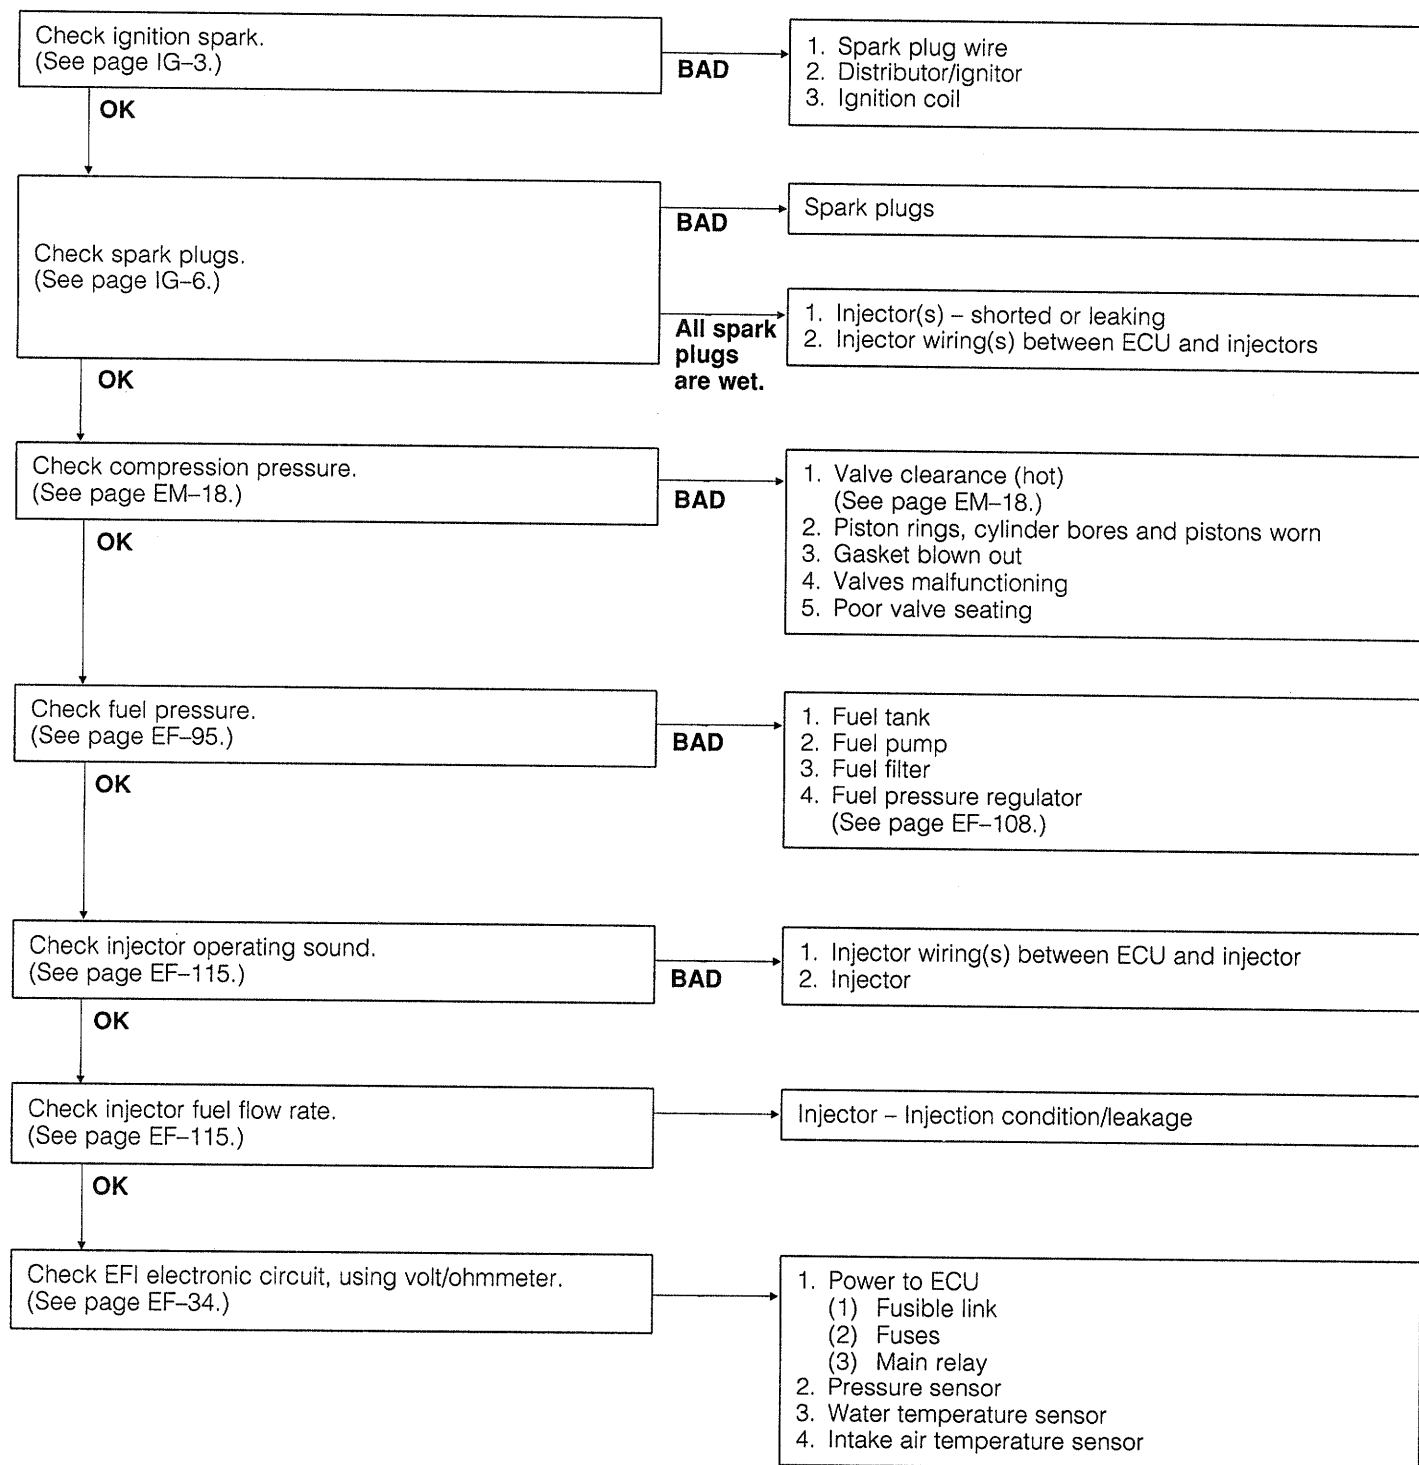 Check ignition spark.
(See page IG–3.)
BAD
1. Spark plug wire
2. Distributor/ignitor
3. Ignition coil
OK
Check spark plugs.
(See page IG–6.)
BAD
Spark plugs
All spark
plugs
are wet.
1. Injector(s) – shorted or leaking
2. Injector wiring(s) between ECU and injectors
OK
Check compression pressure.
(See page EM–18.)
BAD
1. Valve clearance (hot)
(See page EM–18.)
2. Piston rings, cylinder bores and pistons worn
3. Gasket blown out
4. Valves malfunctioning
5. Poor valve seating
OK
Check fuel pressure.
(See page EF–95.)
BAD
1. Fuel tank
2. Fuel pump
3. Fuel filter
4. Fuel pressure regulator
(See page EF–108.)
OK
Check injector operating sound.
(See page EF–115.)
BAD
1. Injector wiring(s) between ECU and injector
2. Injector
OK
Check injector fuel flow rate.
(See page EF–115.)
Injector – Injection condition/leakage
OK
Check EFI electronic circuit, using volt/ohmmeter.
(See page EF–34.)
1. Power to ECU
(1) Fusible link
(2) Fuses
(3) Main relay
2. Pressure sensor
3. Water temperature sensor
4. Intake air temperature sensor